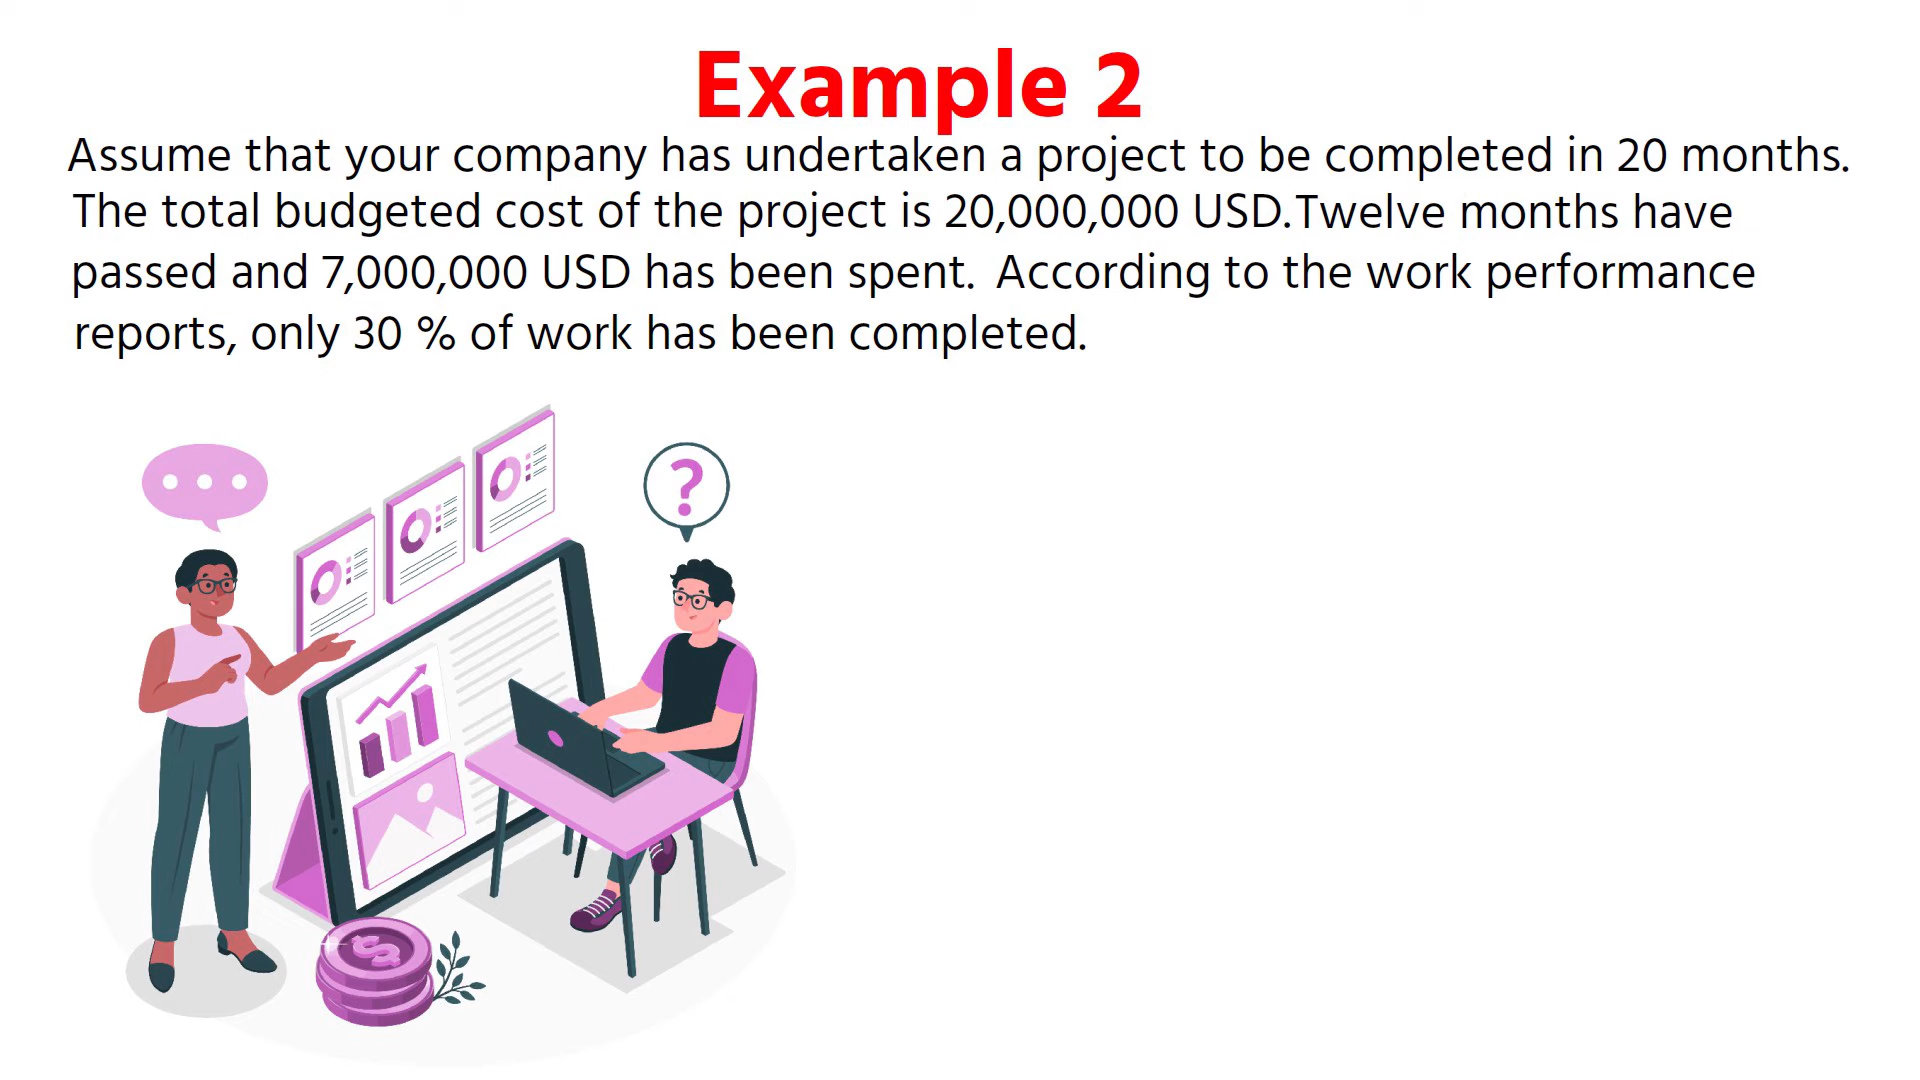 Example 2
Assume that your company has undertaken a project to be completed in 20 months.
The total budgeted cost of the project is 20,000,000 USD.Twelve months have
passed and 7,000,000 USD has been spent.  According to the work performance
reports, only 30 % of work has been completed.
?
$